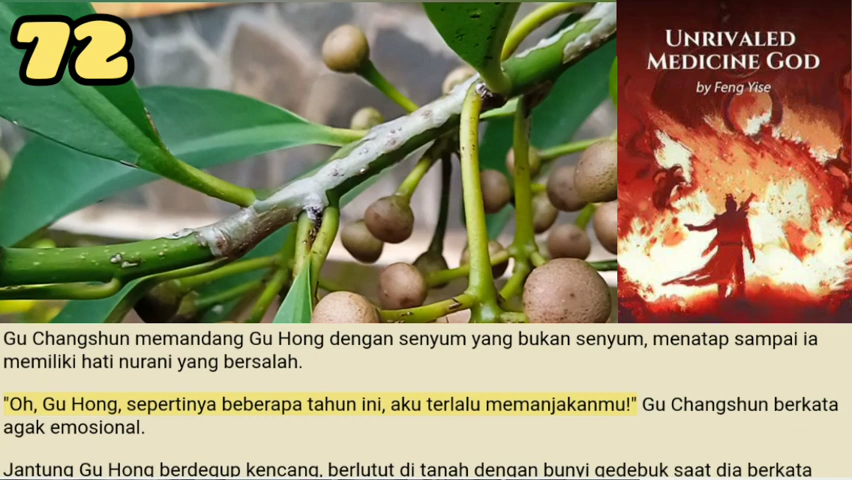 72
UNRIVALED
MEDICINE GOD
by Feng Yise
Gu Changshun memandang Gu Hong dengan senyum yang bukan senyum, menatap sampai ia
memiliki hati nurani yang bersalah.
"Oh, Gu Hong, sepertinya beberapa tahun ini, aku terlalu memanjakanmu!" Gu Changshun berkata
agak emosional.
Jantung Gu Hong berdegup kencang, berlutut di tanah dengan bunyi gedebuk saat dia berkata